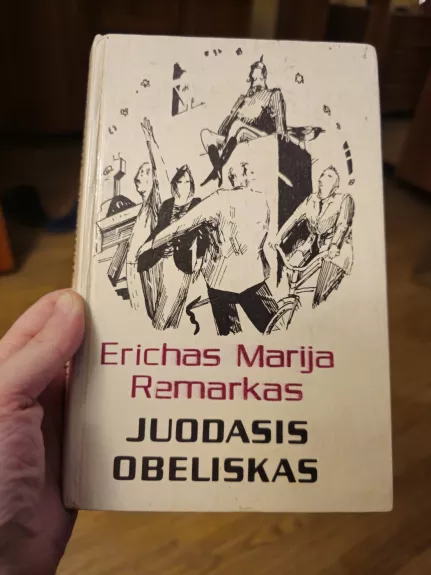 Erichas Marija
Remarkas
JUODASIS
OBELISKAS